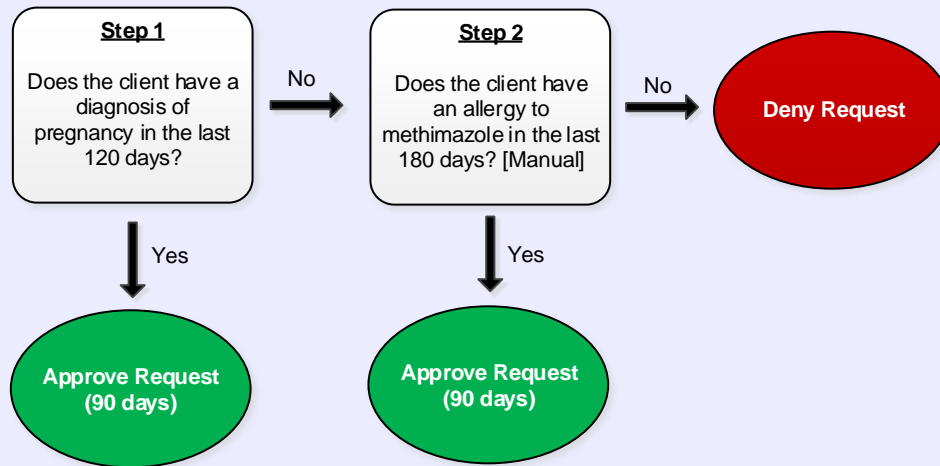 Step 1
Does the client have a
diagnosis of
pregnancy in the last
120 days?
No
Step 2
Does the client have
an allergy to
methimazole in the last
180 days? [Manual]
No
Deny Request
Yes
Yes
Approve Request
(90 days)
Approve Request
(90 days)